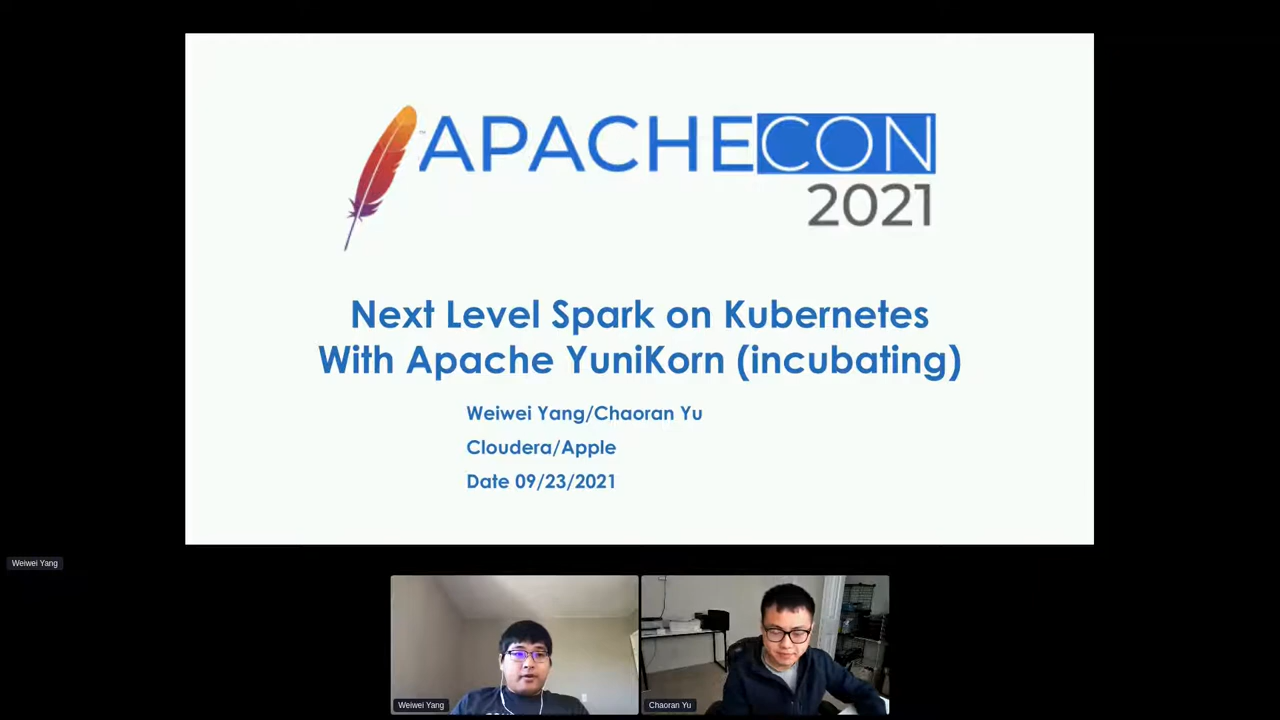 APACHECON
™
2021
Next Level Spark on Kubernetes
With Apache YuniKorn (incubating)
Weiwei Yang/Chaoran Yu
Cloudera/Apple
Date 09/23/2021
Weiwei Yang
Weiwei Yang
Chaoran Yu